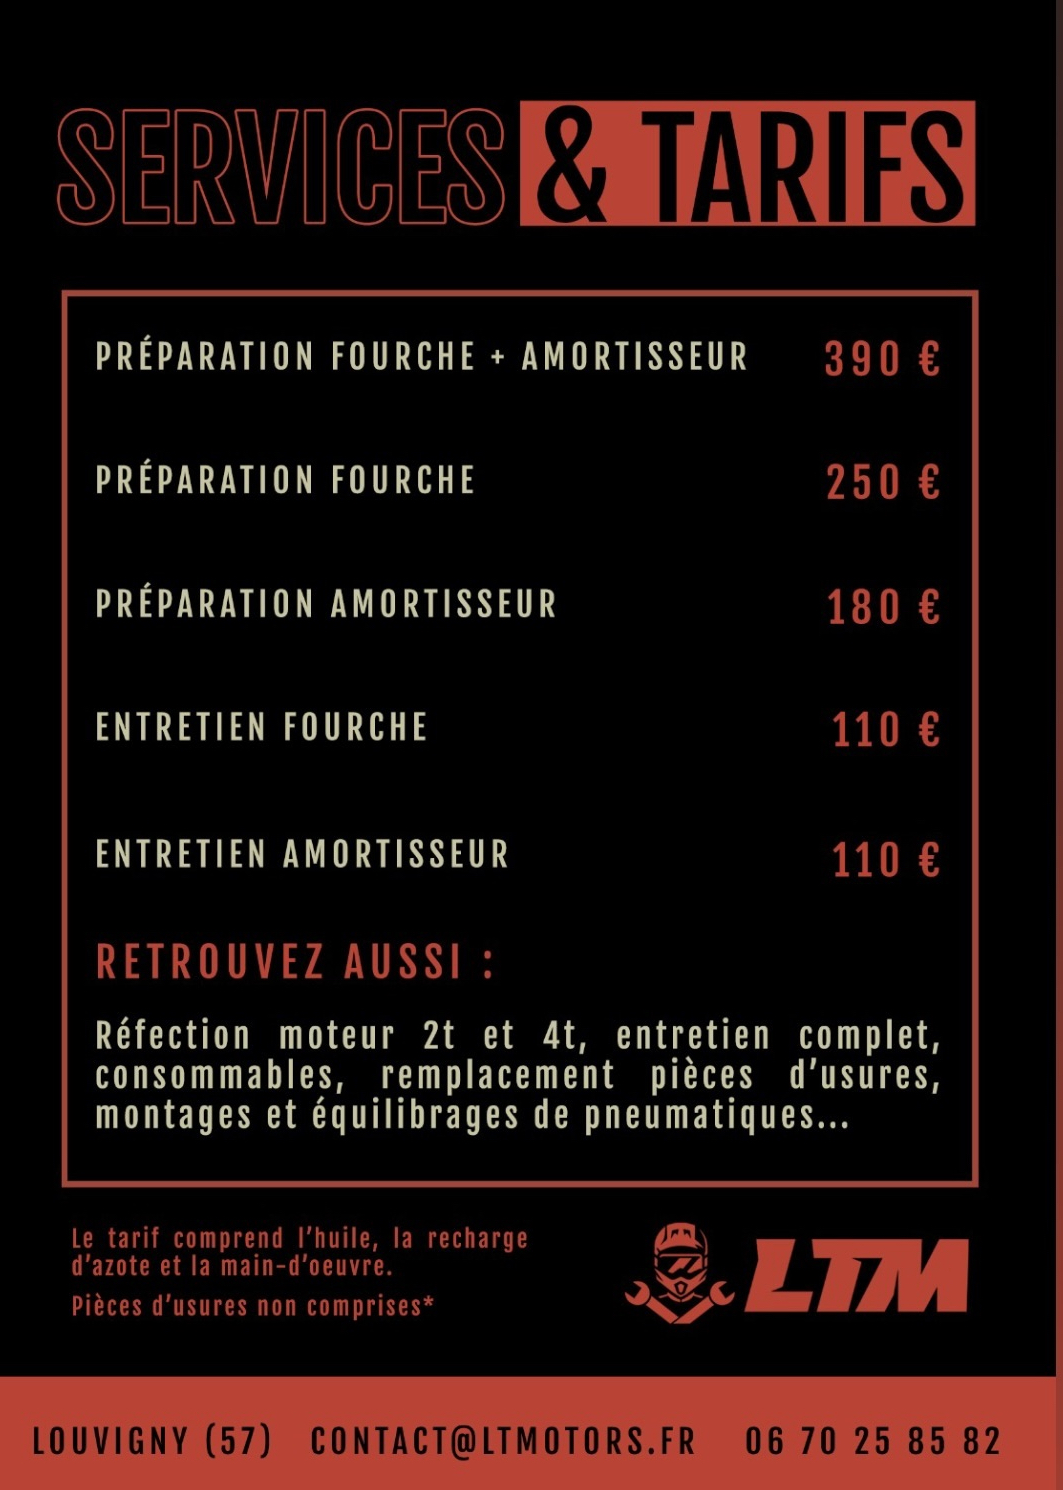 SERVICES & TARIFS
PRÉPARATION FOURCHE + AMORTISSEUR 390 €
PRÉPARATION FOURCHE 250 €
PRÉPARATION AMORTISSEUR 180 €
ENTRETIEN FOURCHE 110 €
ENTRETIEN AMORTISSEUR 110 €
RETROUVEZ AUSSI :
Réfection moteur 2t et 4t, entretien complet,
consommables, remplacement pièces d'usures,
montages et équilibrages de pneumatiques...
Le tarif comprend l'huile, la recharge
d'azote et la main-d'oeuvre.
Pièces d'usures non comprises*
LTM
LOUVIGNY (57) CONTACT@LTMOTORS.FR 06 70 25 85 82